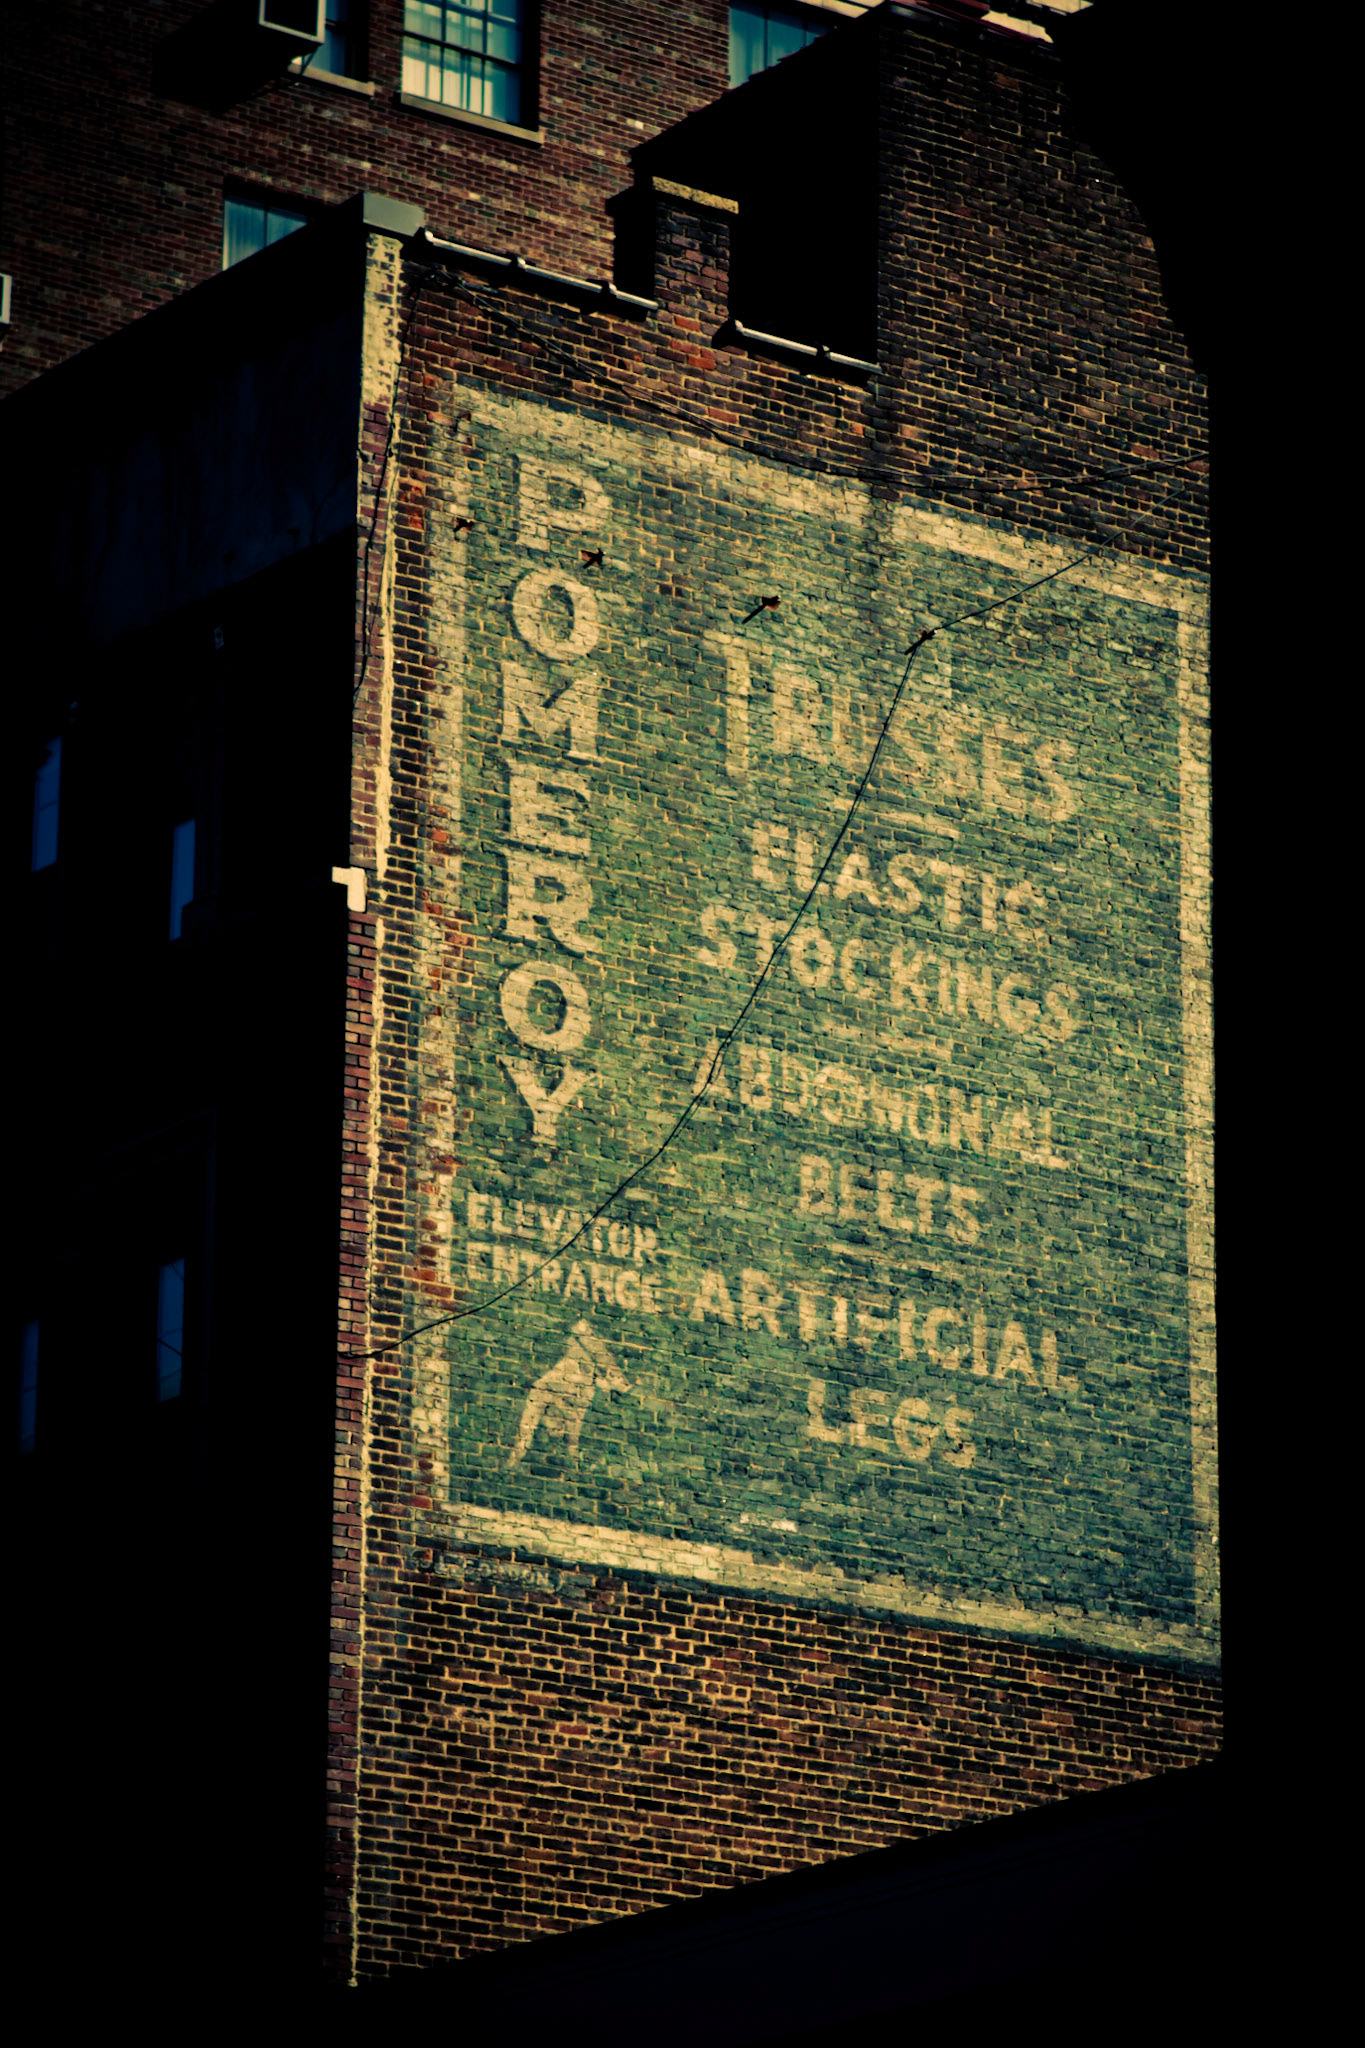 POMEROY
TRUSSES
ELASTIC
STOCKINGS
ABDOMINAL
BELTS
ARTIFICIAL
LEGS
ELEVATOR
ENTRANCE